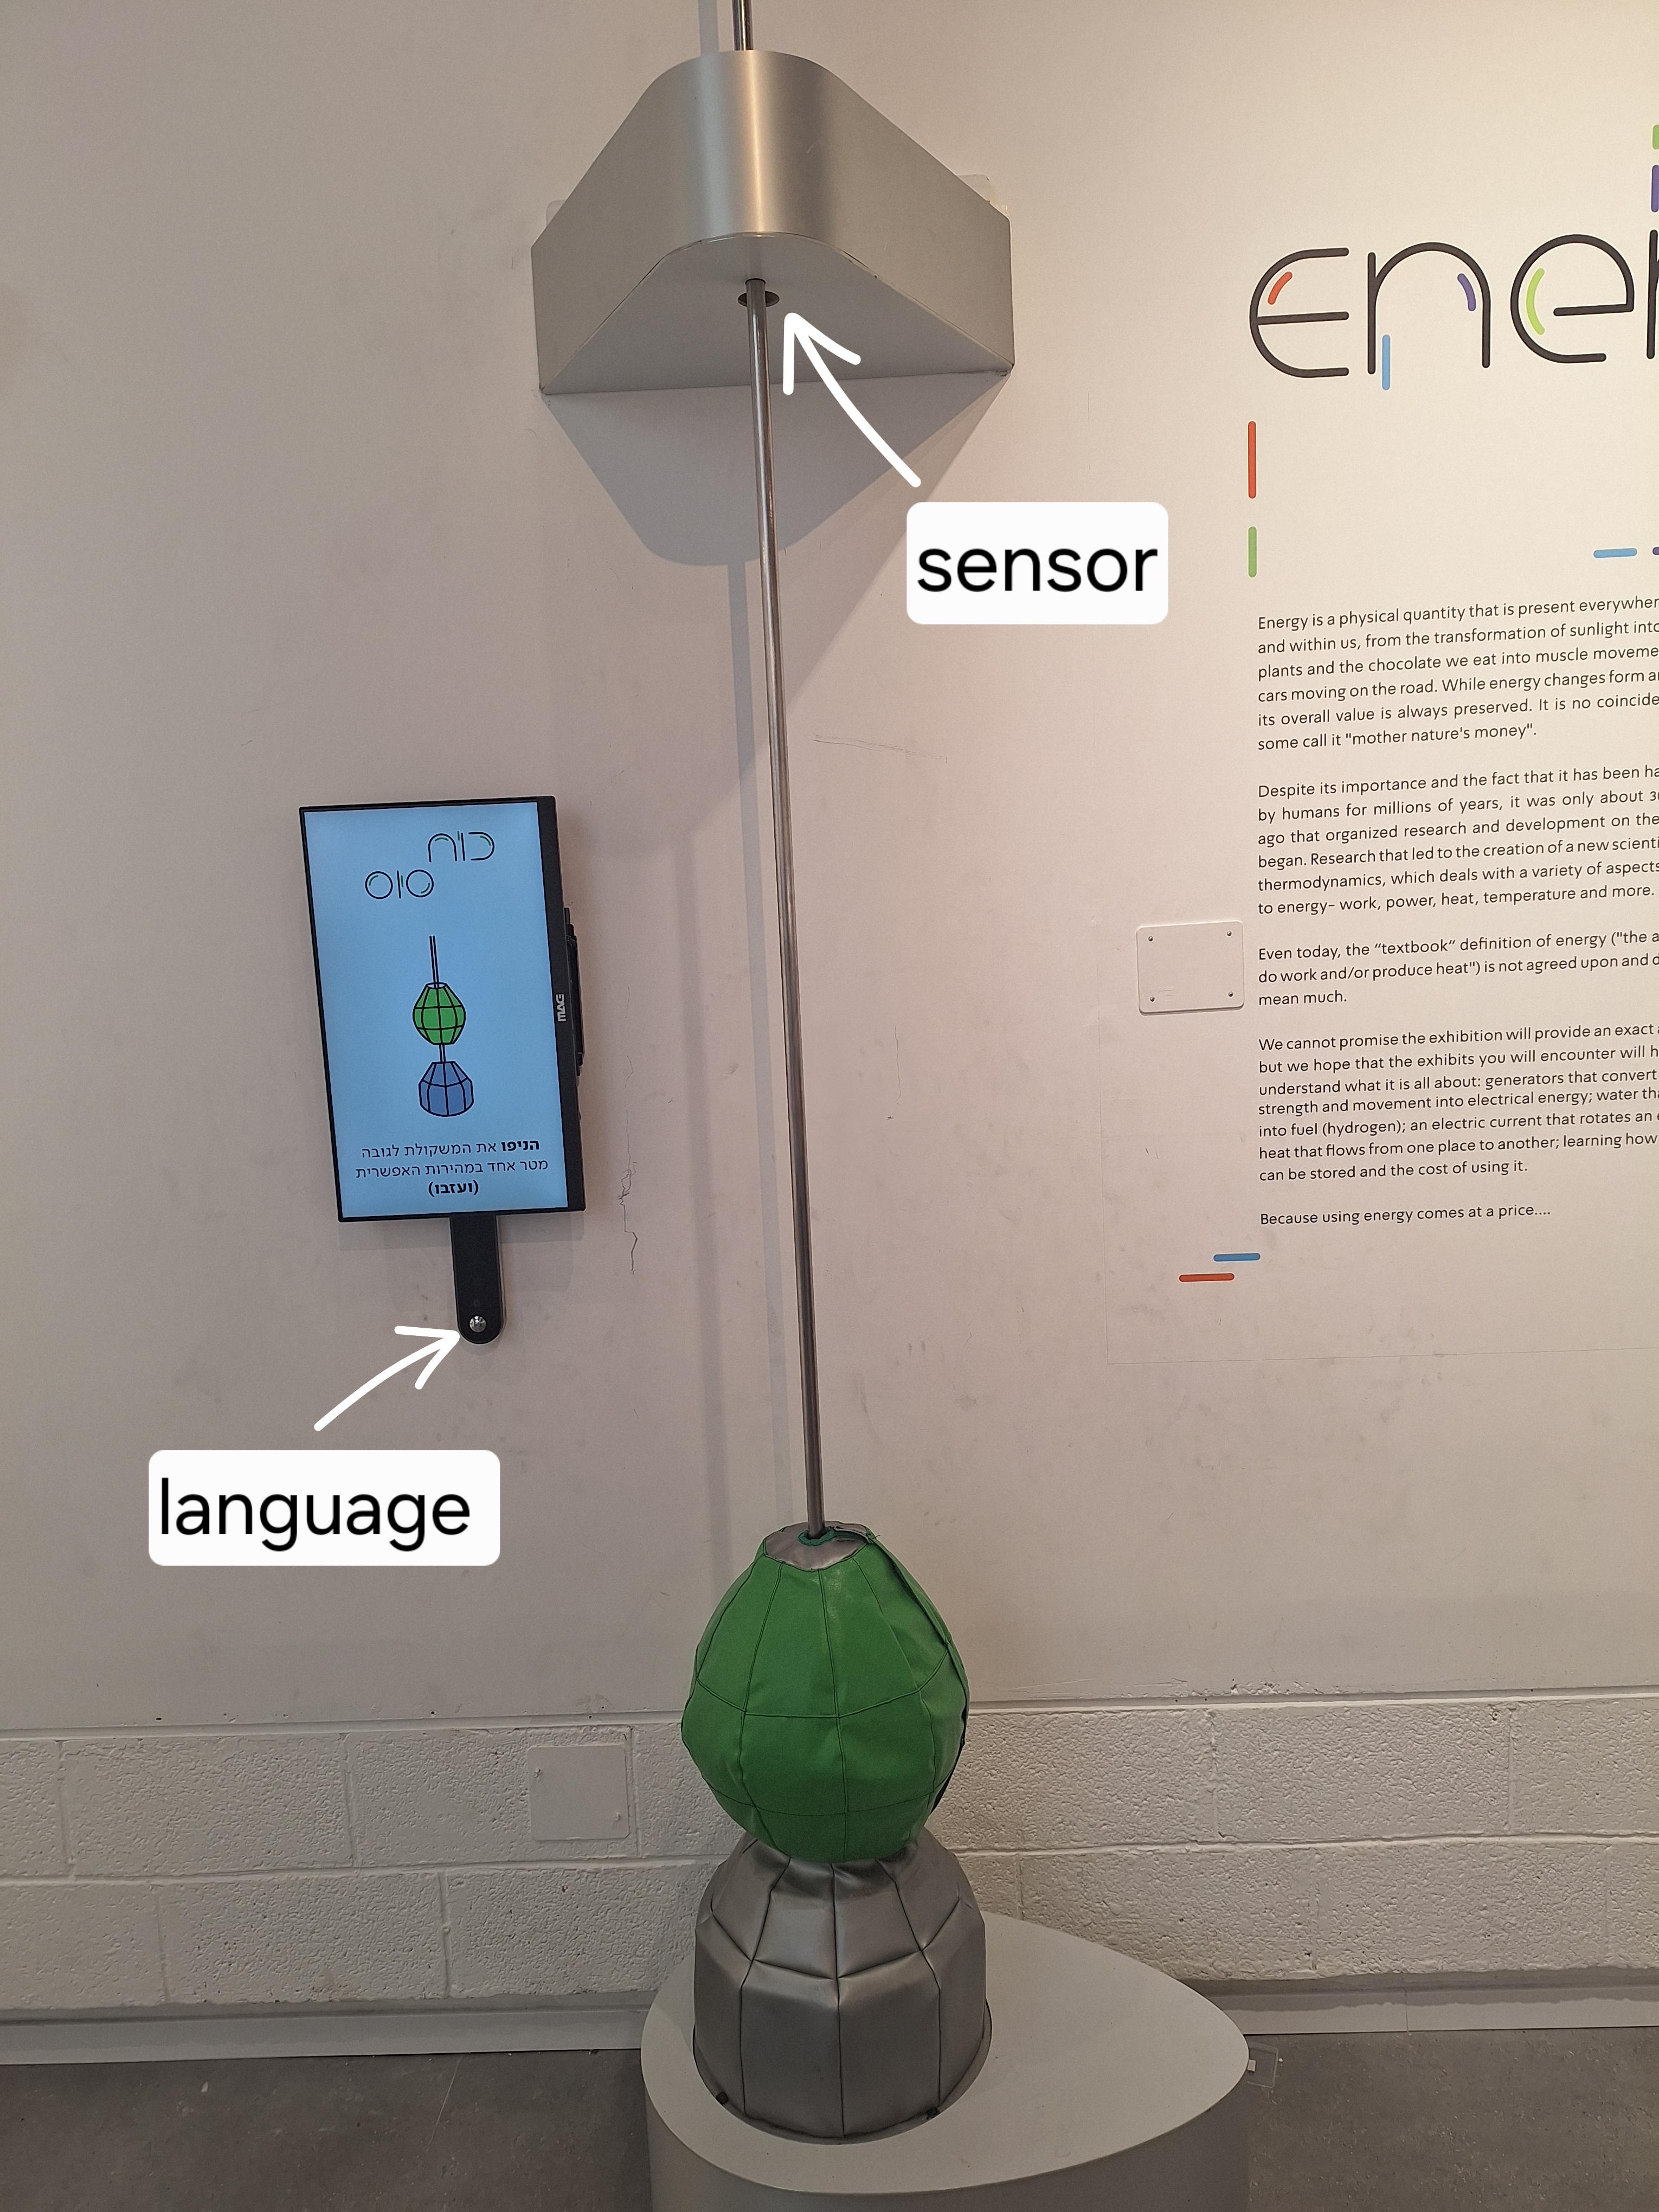 sensor
language
כוח
סוס
הניפו את המשקולת לגובה
מטר אחד במהירות האפשרית
(ועזבו)
MAG
Energy is a physical quantity that is present
and within us, from the transformation of sunlight
plants and the chocolate we eat into muscle
cars moving on the road. While energy changes form
its overall value is always preserved. It is no
some call it "mother nature's money".
Despite its importance and the fact that it has been
by humans for millions of years, it was only about
ago that organized research and development on the
began. Research that led to the creation of a new
thermodynamics, which deals with a variety of aspects
to energy- work, power, heat, temperature and more.
Even today, the “textbook“ definition of energy ("the
do work and/or produce heat") is not agreed upon and
mean much.
We cannot promise the exhibition will provide an exact
but we hope that the exhibits you will encounter will
understand what it is all about: generators that convert
strength and movement into electrical energy; water
into fuel (hydrogen); an electric current that rotates an
heat that flows from one place to another; learning how
can be stored and the cost of using it.
Because using energy comes at a price....